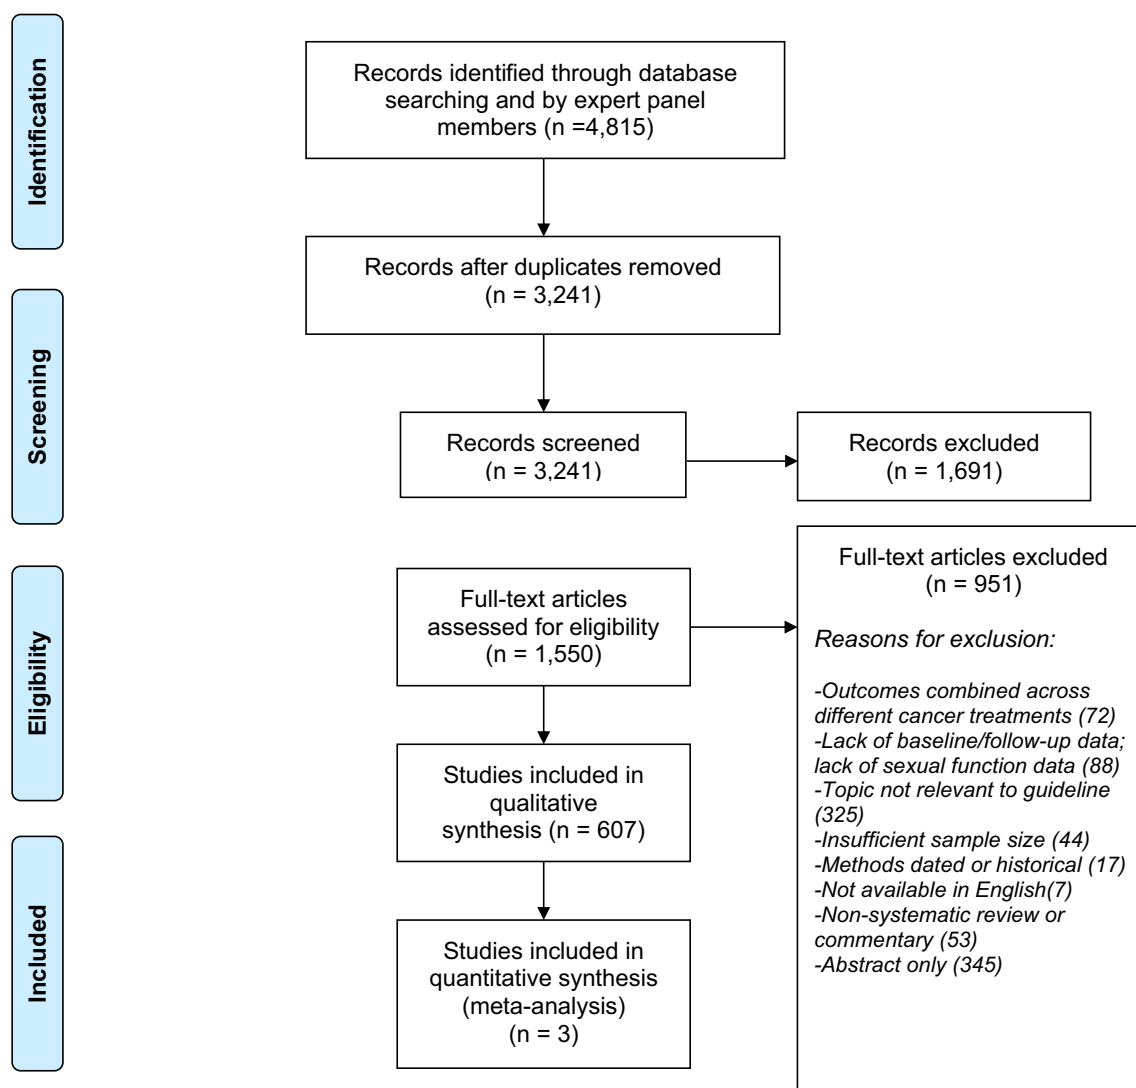 Identification
Records identified through database
searching and by expert panel
members (n =4,815)
Records after duplicates removed
(n = 3,241)
Screening
Records screened
(n = 3,241)
Records excluded
(n = 1,691)
Eligibility
Full-text articles
assessed for eligibility
(n = 1,550)
Full-text articles excluded
(n = 951)
Reasons for exclusion:
-Outcomes combined across
different cancer treatments (72)
-Lack of baseline/follow-up data;
lack of sexual function data (88)
-Topic not relevant to guideline
(325)
-Insufficient sample size (44)
-Methods dated or historical (17)
-Not available in English(7)
-Non-systematic review or
commentary (53)
-Abstract only (345)
Studies included in
qualitative
synthesis (n = 607)
Included
Studies included in
quantitative synthesis
(meta-analysis)
(n = 3)